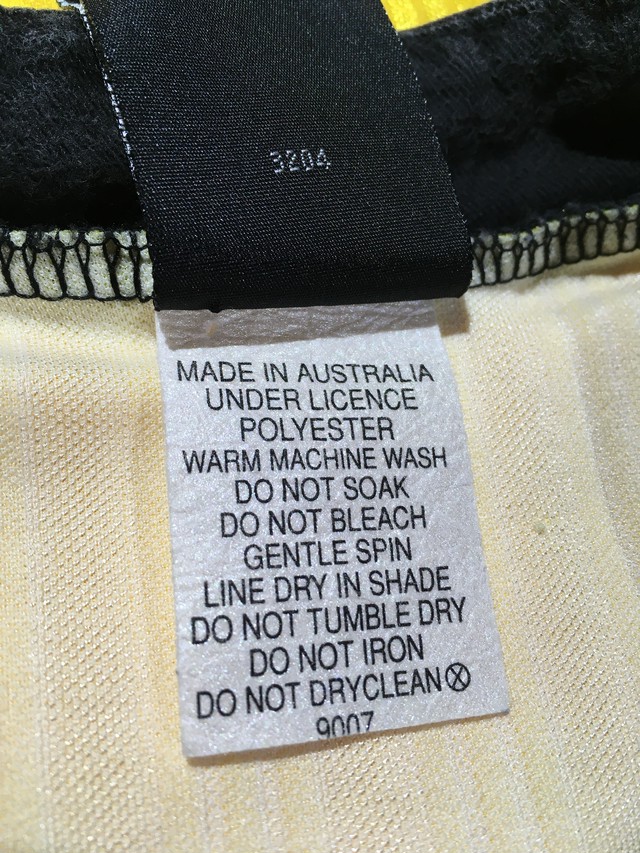 3204
MADE IN AUSTRALIA
UNDER LICENCE
POLYESTER
WARM MACHINE WASH
DO NOT SOAK
DO NOT BLEACH
GENTLE SPIN
LINE DRY IN SHADE
DO NOT TUMBLE DRY
DO NOT IRON
DO NOT DRYCLEAN Ⓧ
9007